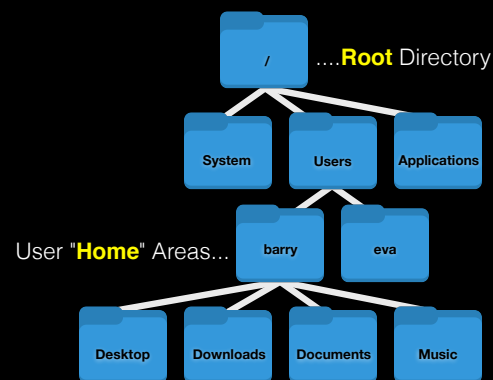 /
....Root Directory
System Users Applications
User "Home" Areas...
barry eva
Desktop Downloads Documents Music